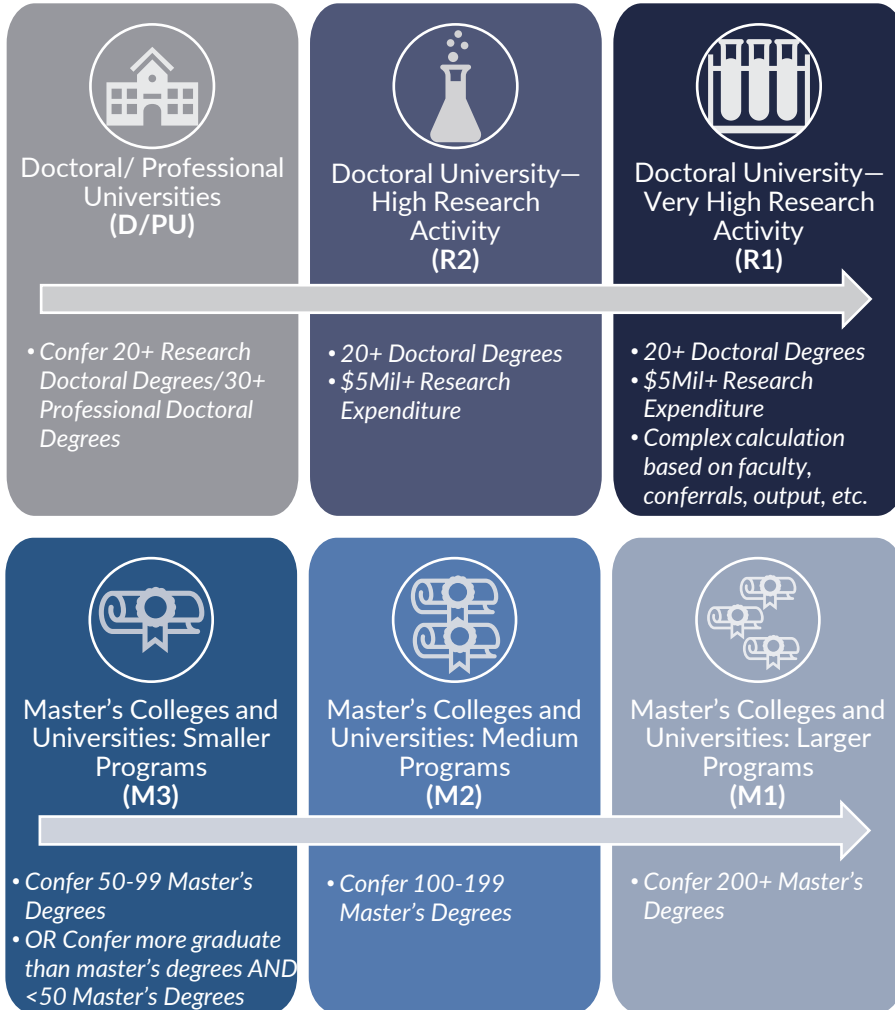 Doctoral/ Professional
Universities
(D/PU)
• Confer 20+ Research
Doctoral Degrees/30+
Professional Doctoral
Degrees
Doctoral University—
High Research
Activity
(R2)
• 20+ Doctoral Degrees
• $5Mil+ Research
Expenditure
Doctoral University—
Very High Research
Activity
(R1)
• 20+ Doctoral Degrees
• $5Mil+ Research
Expenditure
• Complex calculation
based on faculty,
conferrals, output, etc.
Master’s Colleges and
Universities: Smaller
Programs
(M3)
• Confer 50-99 Master’s
Degrees
• OR Confer more graduate
than master’s degrees AND
<50 Master’s Degrees
Master’s Colleges and
Universities: Medium
Programs
(M2)
• Confer 100-199
Master’s Degrees
Master’s Colleges and
Universities: Larger
Programs
(M1)
• Confer 200+ Master’s
Degrees